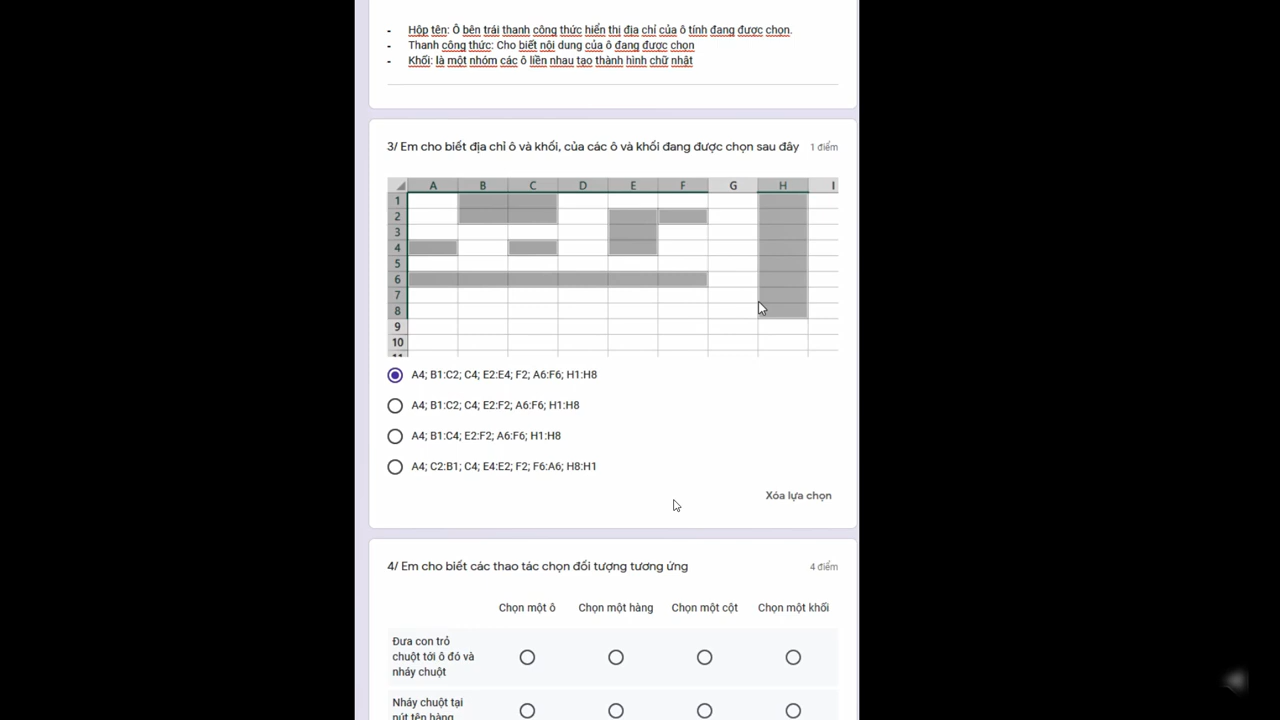 - Hộp tên: Ô bên trái thanh công thức hiển thị địa chỉ của ô tính đang được chọn.
- Thanh công thức: Cho biết nội dung của ô đang được chọn
- Khối: là một nhóm các ô liền nhau tạo thành hình chữ nhật
3/ Em cho biết địa chỉ ô và khối, của các ô và khối đang được chọn sau đây 1 điểm
A B C D E F G H I
1
2
3
4
5
6
7
8
9
10
11
A4; B1:C2; C4; E2:E4; F2; A6:F6; H1:H8
A4; B1:C2; C4; E2:F2; A6:F6; H1:H8
A4; B1:C4; E2:F2; A6:F6; H1:H8
A4; C2:B1; C4; E4:E2; F2; F6:A6; H8:H1
Xóa lựa chọn
4/ Em cho biết các thao tác chọn đối tượng tương ứng 4 điểm
Chọn một ô Chọn một hàng Chọn một cột Chọn một khối
Đưa con trỏ
chuột tới ô đó và
nháy chuột
Nháy chuột tại
nút tên hàng